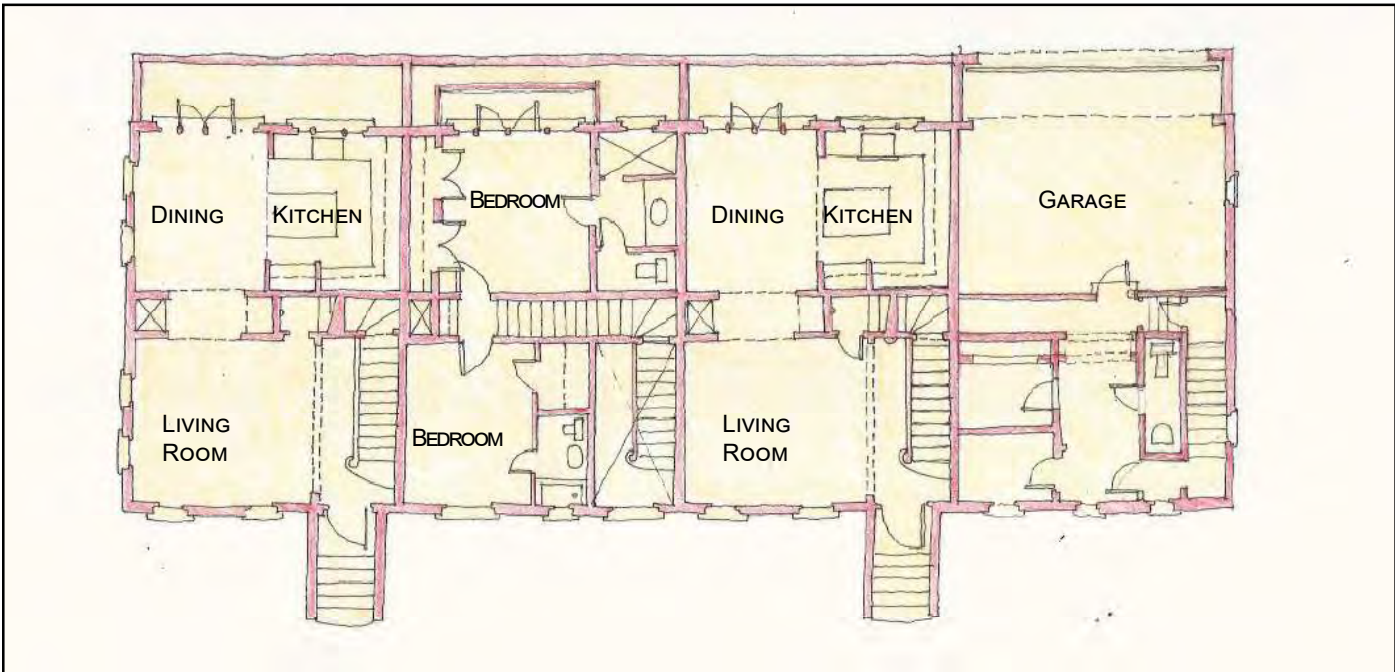 DINING
KITCHEN
BEDROOM
DINING
KITCHEN
GARAGE
LIVING
ROOM
BEDROOM
LIVING
ROOM